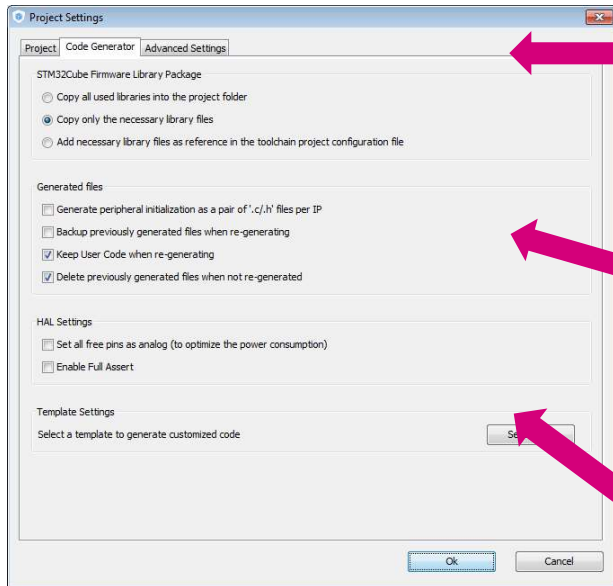 Project Settings
Project Code Generator Advanced Settings
STM32Cube Firmware Library Package
Copy all used libraries into the project folder
Copy only the necessary library files
Add necessary library files as reference in the toolchain project configuration file
Generated files
Generate peripheral initialization as a pair of '.c/.h' files per IP
Backup previously generated files when re-generating
Keep User Code when re-generating
Delete previously generated files when not re-generated
HAL Settings
Set all free pins as analog (to optimize the power consumption)
Enable Full Assert
Template Settings
Select a template to generate customized code
Ok Cancel